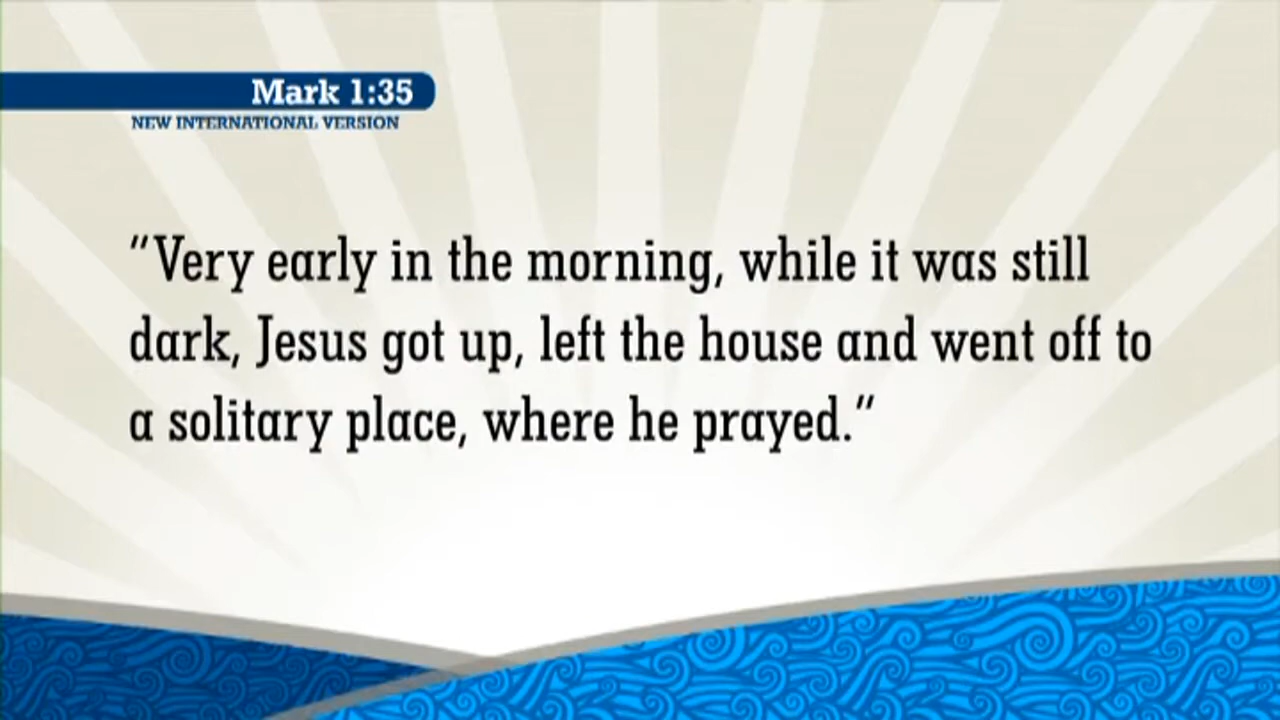 Mark 1:35
NEW INTERNATIONAL VERSION
"Very early in the morning, while it was still
dark, Jesus got up, left the house and went off to
a solitary place, where he prayed."